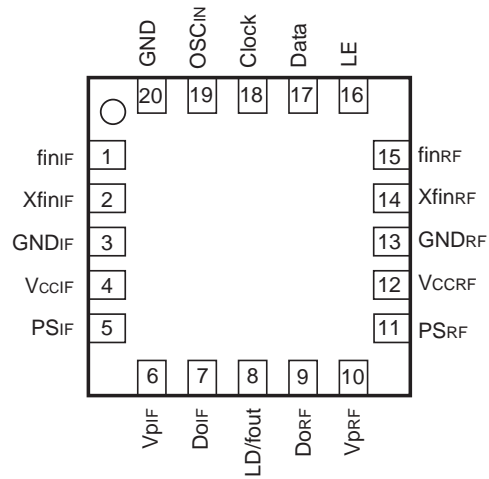 GND
OSCIN
Clock
Data
LE
20
19
18
17
16
finIF
1
15
finRF
XfinIF
2
14
XfinRF
GNDIF
3
13
GNDRF
VCCIF
4
12
VCCRF
PSIF
5
11
PSRF
6
7
8
9
10
VpIF
DoIF
LD/fout
DoRF
VpRF